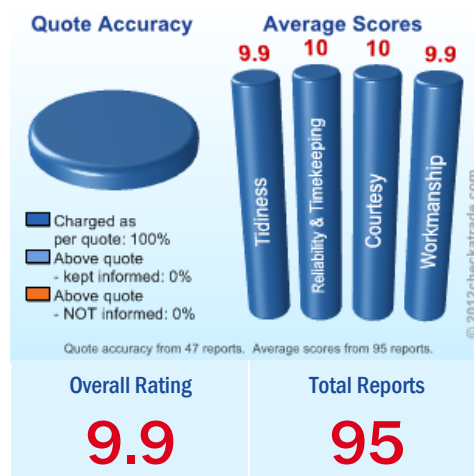 Quote Accuracy
Average Scores
9.9
10
10
9.9
Tidiness
Reliability & Timekeeping
Courtesy
Workmanship
Charged as
per quote: 100%
Above quote
- kept informed: 0%
Above quote
- NOT informed: 0%
© 2012checkatrade.com
Quote accuracy from 47 reports. Average scores from 95 reports.
Overall Rating
Total Reports
9.9
95